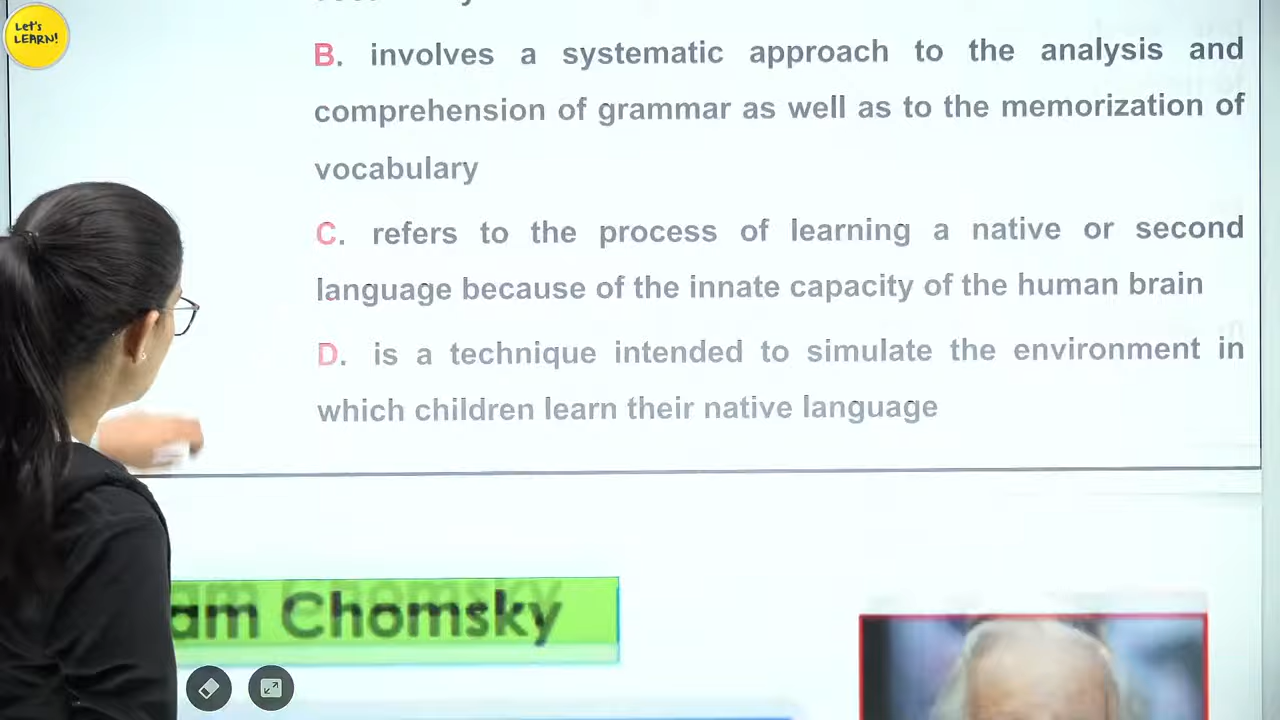 Let's
LEARN!
B. involves a systematic approach to the analysis and
comprehension of grammar as well as to the memorization of
vocabulary
C. refers to the process of learning a native or second
language because of the innate capacity of the human brain
D. is a technique intended to simulate the environment in
which children learn their native language
am Chomsky